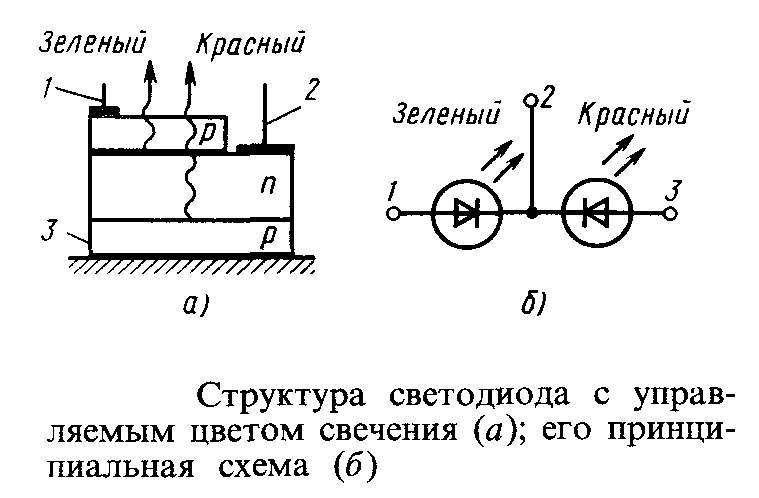 Зеленый Красный
1
2
p
n
3
p
а)
Зеленый Красный
2
1
3
б)
Структура светодиода с управ-
ляемым цветом свечения (а); его принци-
пиальная схема (б)